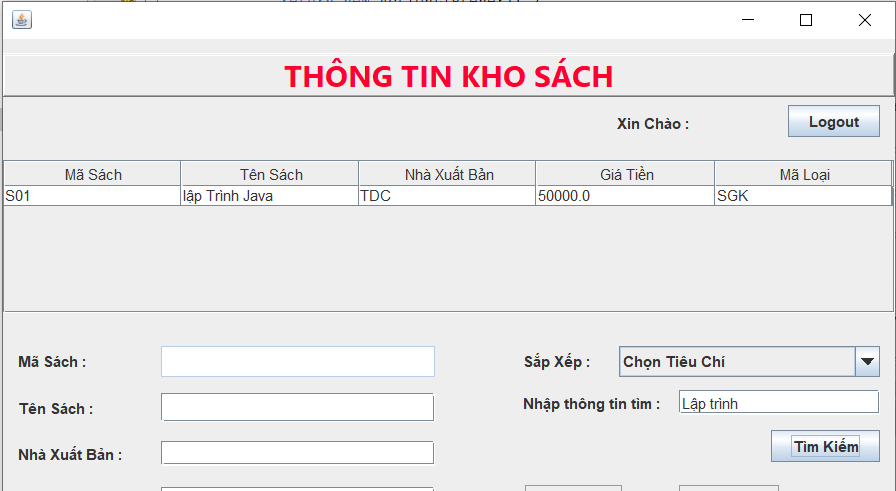 THÔNG TIN KHO SÁCH
Xin Chào : Logout
Mã Sách Tên Sách Nhà Xuất Bản Giá Tiền Mã Loại
S01 lập Trình Java TDC 50000.0 SGK
Mã Sách : Sắp Xếp : Chọn Tiêu Chí
Tên Sách : Nhập thông tin tìm : Lập trình
Nhà Xuất Bản : Tìm Kiếm